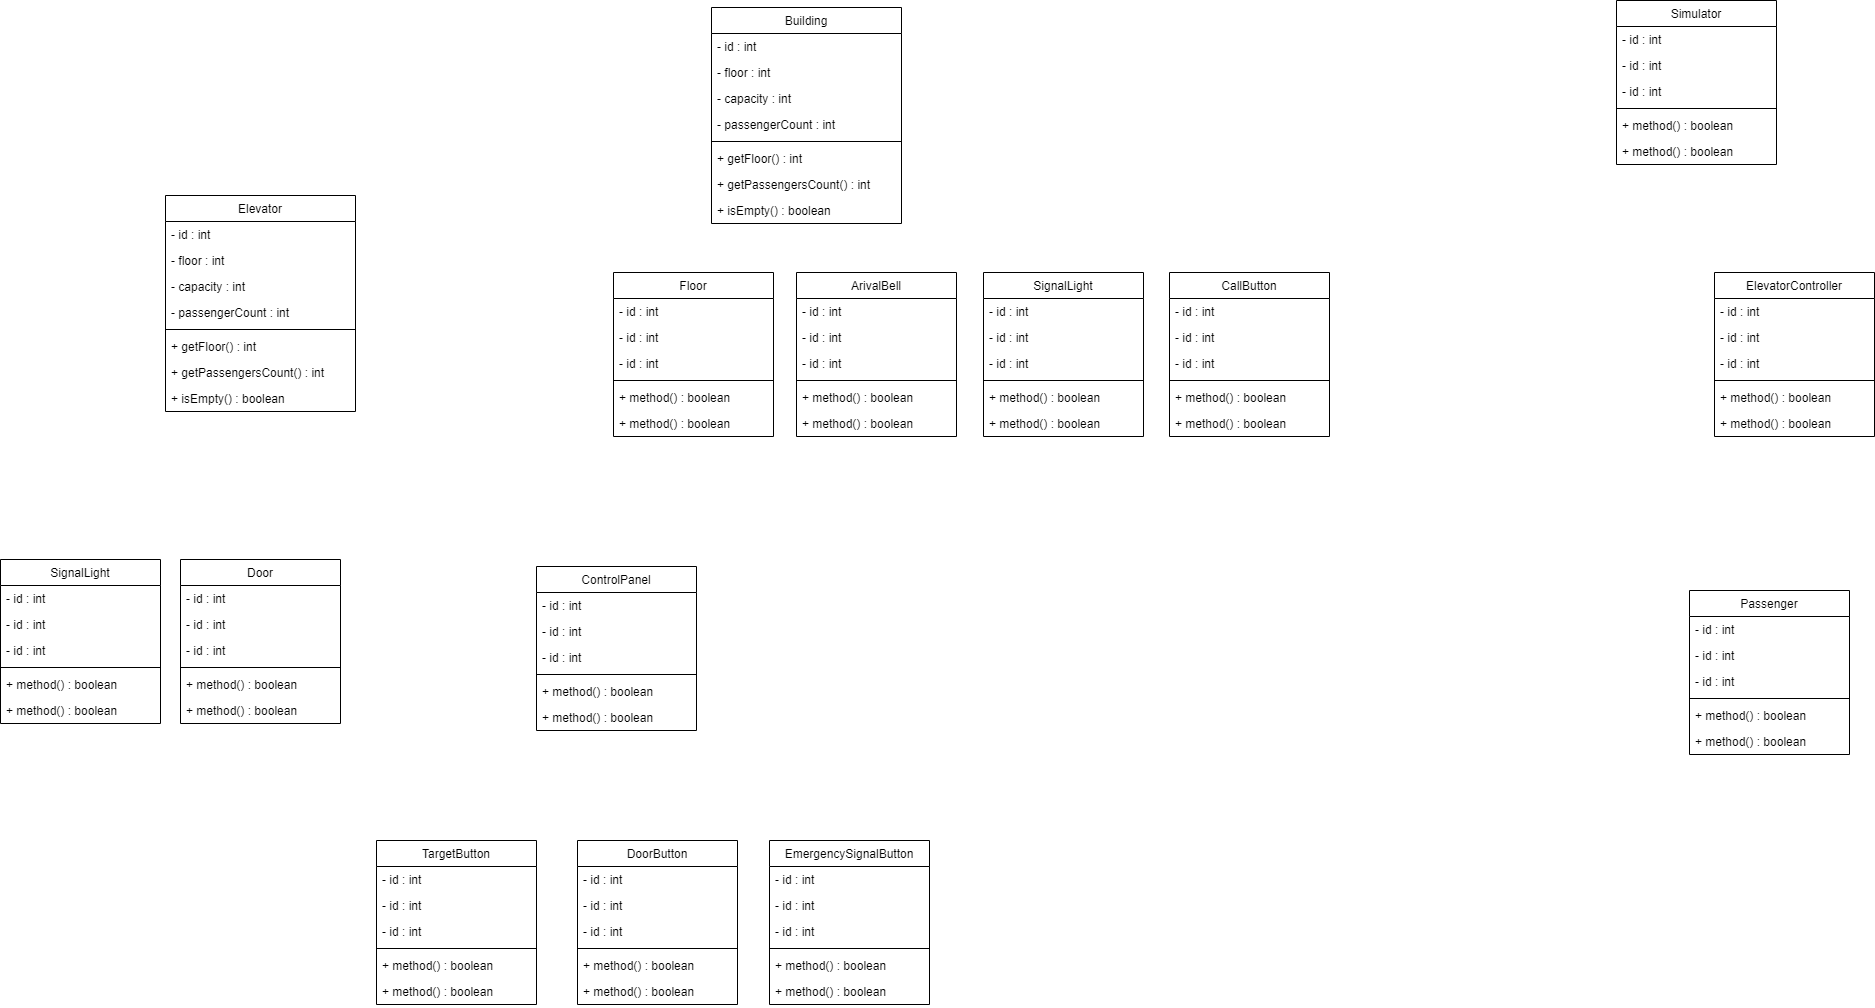 Building
- id : int
- floor : int
- capacity : int
- passengerCount : int
+ getFloor() : int
+ getPassengersCount() : int
+ isEmpty() : boolean
Simulator
- id : int
- id : int
- id : int
+ method() : boolean
+ method() : boolean
Elevator
- id : int
- floor : int
- capacity : int
- passengerCount : int
+ getFloor() : int
+ getPassengersCount() : int
+ isEmpty() : boolean
Floor
- id : int
- id : int
- id : int
+ method() : boolean
+ method() : boolean
ArivalBell
- id : int
- id : int
- id : int
+ method() : boolean
+ method() : boolean
SignalLight
- id : int
- id : int
- id : int
+ method() : boolean
+ method() : boolean
CallButton
- id : int
- id : int
- id : int
+ method() : boolean
+ method() : boolean
ElevatorController
- id : int
- id : int
- id : int
+ method() : boolean
+ method() : boolean
SignalLight
- id : int
- id : int
- id : int
+ method() : boolean
+ method() : boolean
Door
- id : int
- id : int
- id : int
+ method() : boolean
+ method() : boolean
ControlPanel
- id : int
- id : int
- id : int
+ method() : boolean
+ method() : boolean
Passenger
- id : int
- id : int
- id : int
+ method() : boolean
+ method() : boolean
TargetButton
- id : int
- id : int
- id : int
+ method() : boolean
+ method() : boolean
DoorButton
- id : int
- id : int
- id : int
+ method() : boolean
+ method() : boolean
EmergencySignalButton
- id : int
- id : int
- id : int
+ method() : boolean
+ method() : boolean